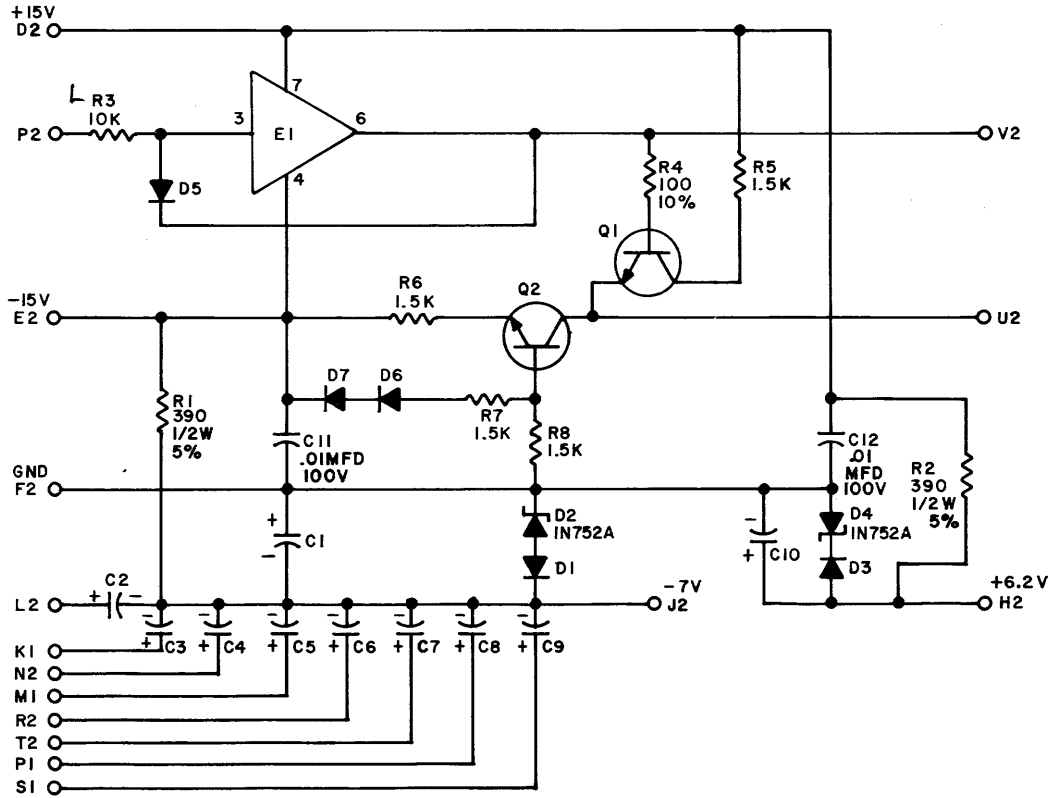 +15V
D2
L
R3
10K
P2
3
7
E1
6
4
V2
D5
R4
100
10%
R5
1.5K
Q1
-15V
E2
R6
1.5K
Q2
U2
R1
390
1/2W
5%
D7
D6
R7
1.5K
R8
1.5K
C11
.01MFD
100V
C12
.01
MFD
100V
R2
390
1/2W
5%
GND
F2
+
-
C1
D2
IN752A
D1
-
+
C10
D4
IN752A
D3
L2
C2
+
-
-7V
J2
+6.2V
H2
-
+
C3
-
+
C4
-
+
C5
-
+
C6
-
+
C7
-
+
C8
-
+
C9
K1
N2
M1
R2
T2
P1
S1